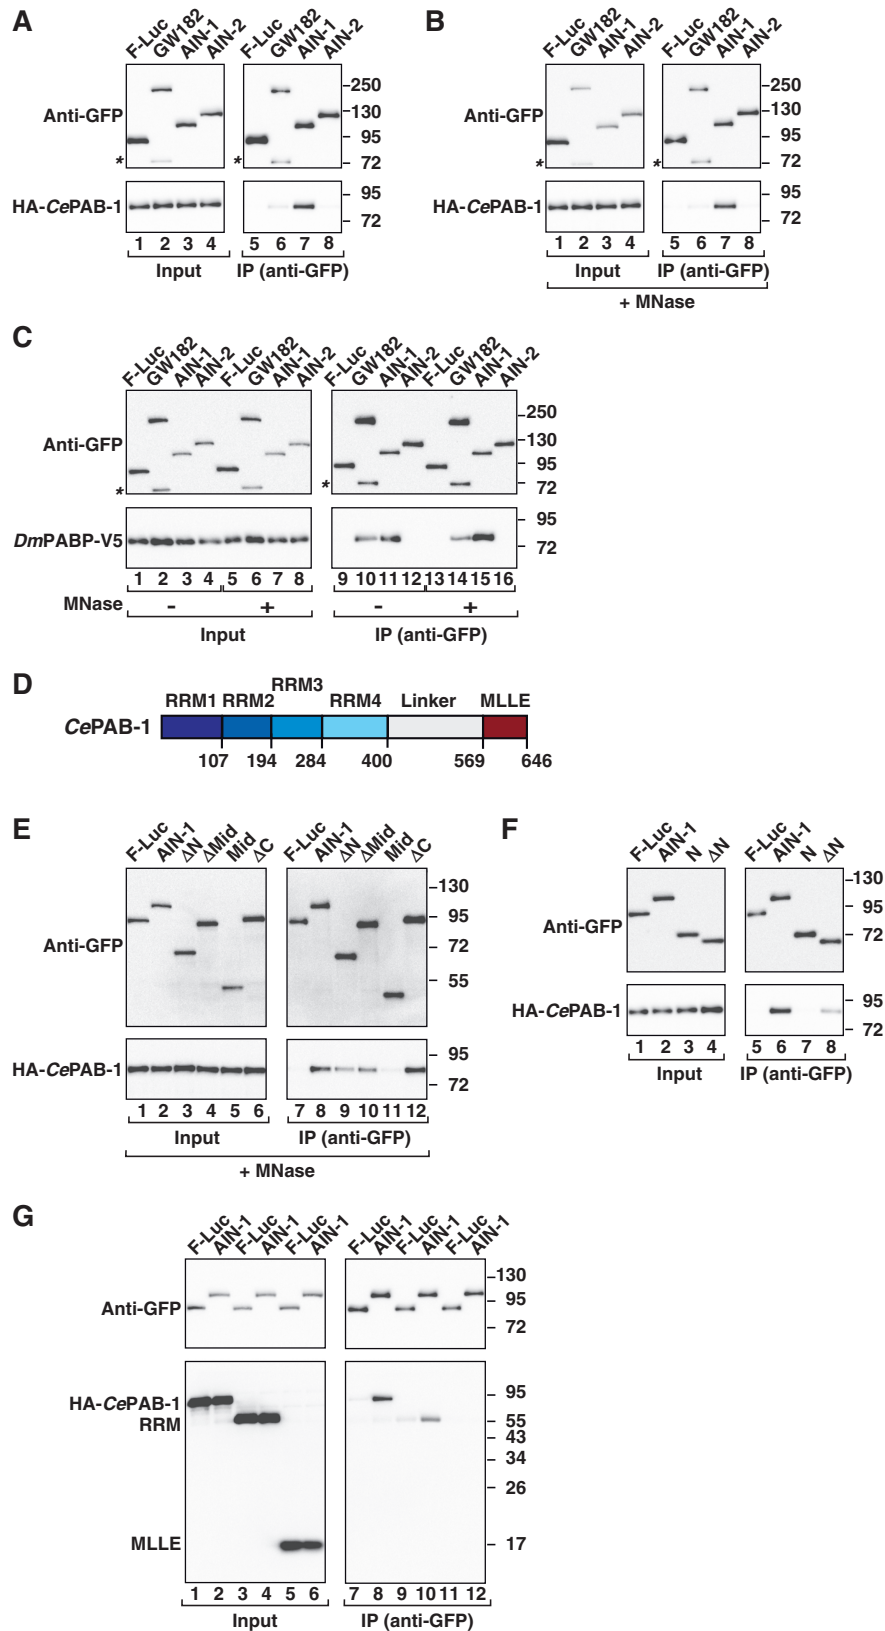 A
F-Luc GW182 AIN-1 AIN-2 F-Luc GW182 AIN-1 AIN-2
Anti-GFP
250
130
95
72
*
*
HA-CePAB-1
95
72
1 2 3 4 5 6 7 8
Input IP (anti-GFP)
B
F-Luc GW182 AIN-1 AIN-2 F-Luc GW182 AIN-1 AIN-2
Anti-GFP
250
130
95
72
*
*
HA-CePAB-1
95
72
1 2 3 4 5 6 7 8
Input IP (anti-GFP)
+ MNase
C
F-Luc GW182 AIN-1 AIN-2 F-Luc GW182 AIN-1 AIN-2 F-Luc GW182 AIN-1 AIN-2 F-Luc GW182 AIN-1 AIN-2
Anti-GFP
250
130
95
72
*
*
DmPABP-V5
95
72
1 2 3 4 5 6 7 8 9 10 11 12 13 14 15 16
MNase - + - +
Input IP (anti-GFP)
D
RRM1 RRM2 RRM3 RRM4 Linker MLLE
CePAB-1
107 194 284 400 569 646
E
F-Luc AIN-1 ΔN ΔMid Mid ΔC F-Luc AIN-1 ΔN ΔMid Mid ΔC
Anti-GFP
130
95
72
55
HA-CePAB-1
95
72
1 2 3 4 5 6 7 8 9 10 11 12
Input IP (anti-GFP)
+ MNase
F
F-Luc AIN-1 N ΔN F-Luc AIN-1 N ΔN
Anti-GFP
130
95
72
HA-CePAB-1
95
72
1 2 3 4 5 6 7 8
Input IP (anti-GFP)
G
F-Luc AIN-1 F-Luc AIN-1 F-Luc AIN-1 F-Luc AIN-1 F-Luc AIN-1 F-Luc AIN-1
Anti-GFP
130
95
72
HA-CePAB-1
RRM
MLLE
95
55
43
34
26
17
1 2 3 4 5 6 7 8 9 10 11 12
Input IP (anti-GFP)